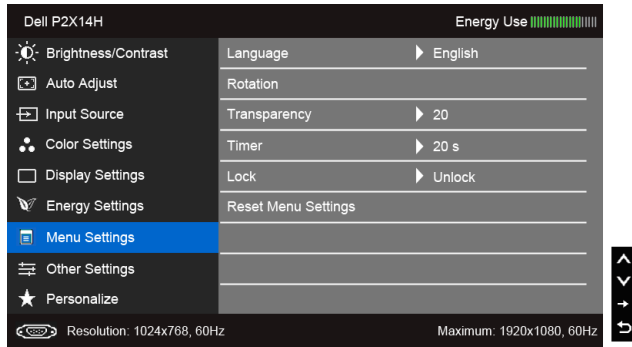 Dell P2X14H Energy Use
Brightness/Contrast Language English
Auto Adjust Rotation
Input Source Transparency 20
Color Settings Timer 20 s
Display Settings Lock Unlock
Energy Settings Reset Menu Settings
Menu Settings
Other Settings
Personalize
Resolution: 1024x768, 60Hz Maximum: 1920x1080, 60Hz